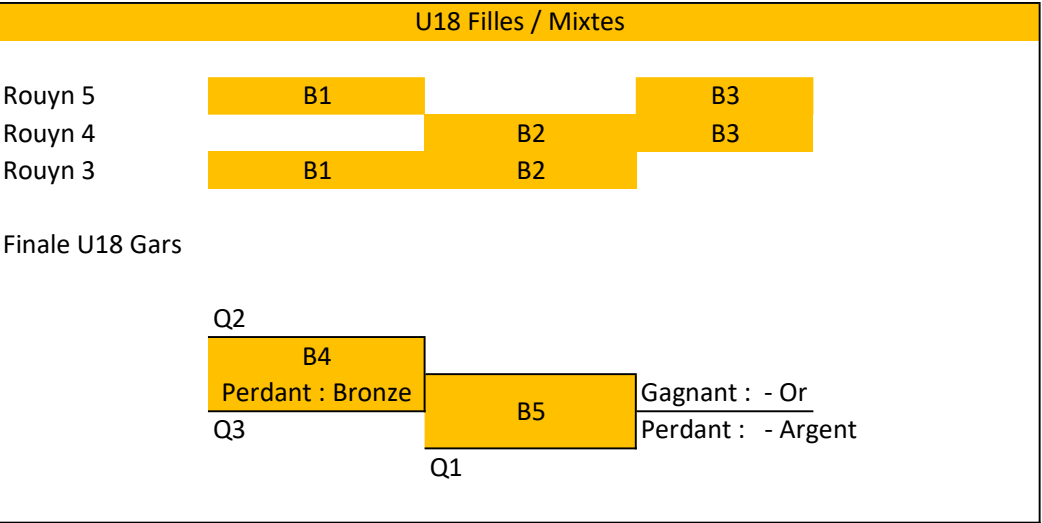 U18 Filles / Mixtes
Rouyn 5 B1 B3
Rouyn 4 B2 B3
Rouyn 3 B1 B2
Finale U18 Gars
Q2
B4
Perdant : Bronze
Gagnant : - Or
B5
Q3
Perdant : - Argent
Q1